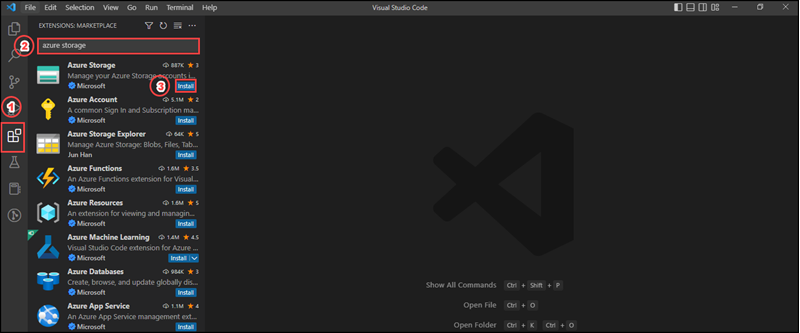 File Edit Selection View Go Run Terminal Help
Visual Studio Code
EXTENSIONS: MARKETPLACE
2
azure storage
Azure Storage 887K ★ 3
Manage your Azure Storage accounts i...
Microsoft 3 Install
1
Azure Account 5.1M ★ 2
A common Sign In and Subscription ma...
Microsoft Install
Azure Storage Explorer 64K ★ 5
Manage Azure Storage: Blobs, Files, Tab...
Jun Han Install
Azure Functions 1.8M ★ 3.5
An Azure Functions extension for Visual...
Microsoft Install
Azure Resources 1.6M ★ 5
An extension for viewing and managin...
Microsoft Install
Azure Machine Learning 1.4M ★ 4.5
Visual Studio Code extension for Azure ...
Microsoft Install
Azure Databases 984K ★ 3
Create, browse, and update globally dis...
Microsoft Install
Azure App Service 1.1M ★ 4
An Azure App Service management ext...
Microsoft Install
Show All Commands Ctrl + Shift + P
Open File Ctrl + O
Open Folder Ctrl + K Ctrl + O